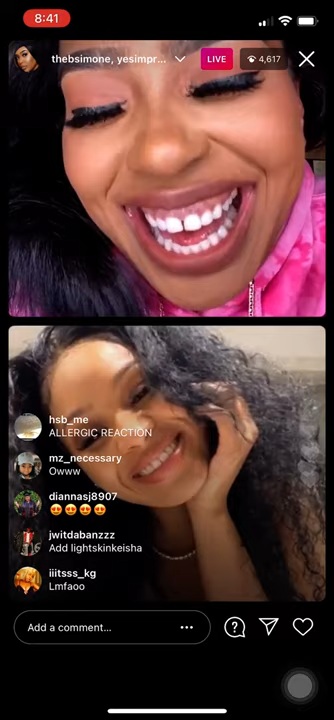 8:41
thebsimone, yesimpr...
LIVE
4,617
hsb_me
ALLERGIC REACTION
mz_necessary
Owww
diannasj8907
😍😍😍😍
jwitdabanzzz
Add lightskinkeisha
iiitsss_kg
Lmfaoo
Add a comment...